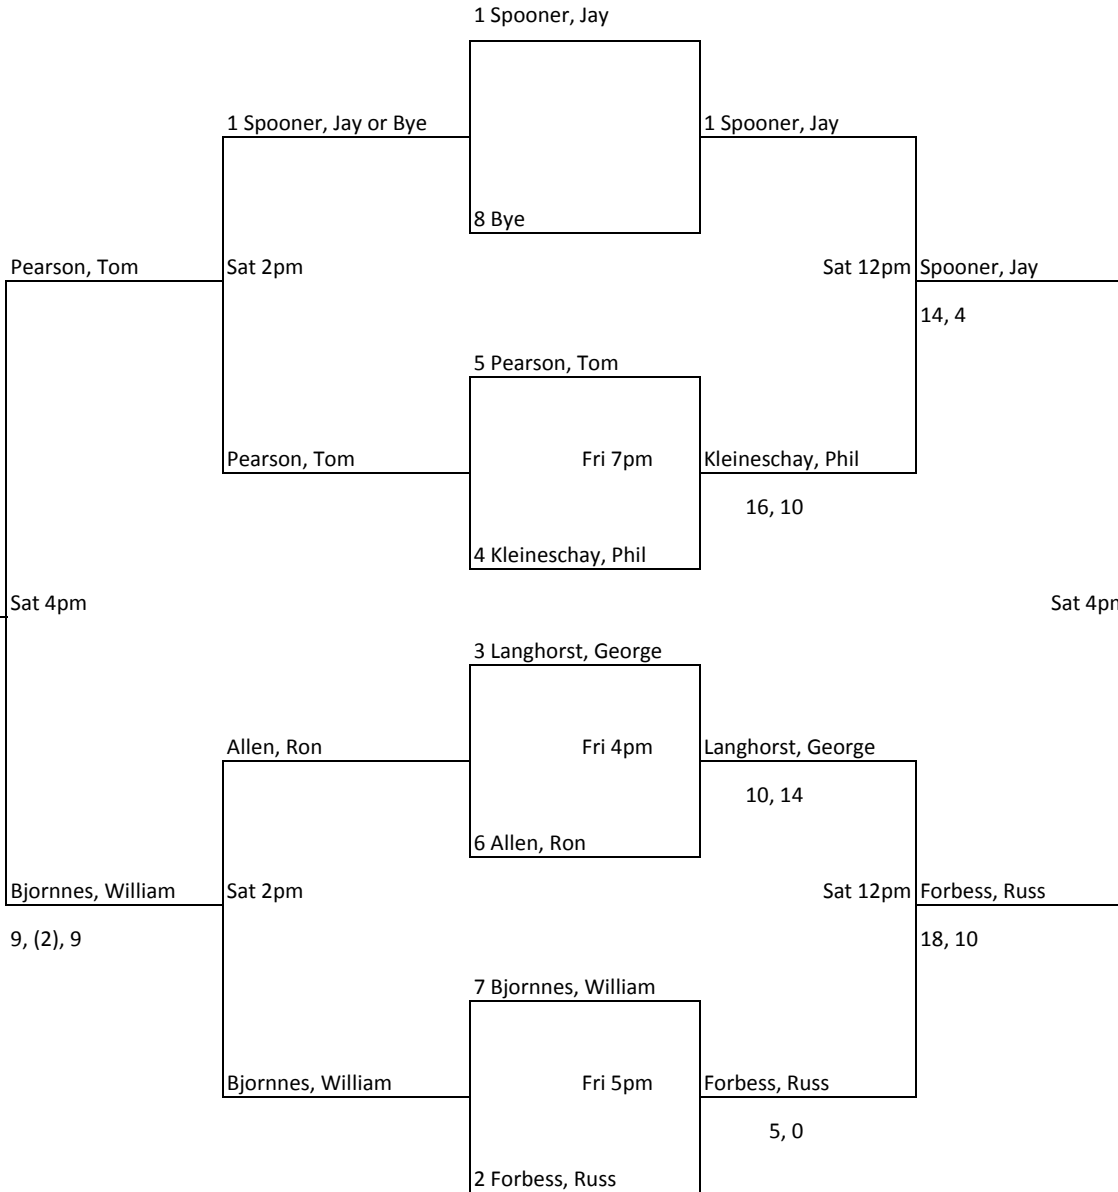 1 Spooner, Jay
1 Spooner, Jay or Bye
1 Spooner, Jay
8 Bye
Pearson, Tom
Sat 2pm
Sat 12pm
Spooner, Jay
14, 4
5 Pearson, Tom
Pearson, Tom
Fri 7pm
Kleineschay, Phil
16, 10
4 Kleineschay, Phil
Sat 4pm
Sat 4pm
3 Langhorst, George
Allen, Ron
Fri 4pm
Langhorst, George
10, 14
6 Allen, Ron
Bjornnes, William
Sat 2pm
Sat 12pm
Forbess, Russ
9, (2), 9
18, 10
7 Bjornnes, William
Bjornnes, William
Fri 5pm
Forbess, Russ
5, 0
2 Forbess, Russ